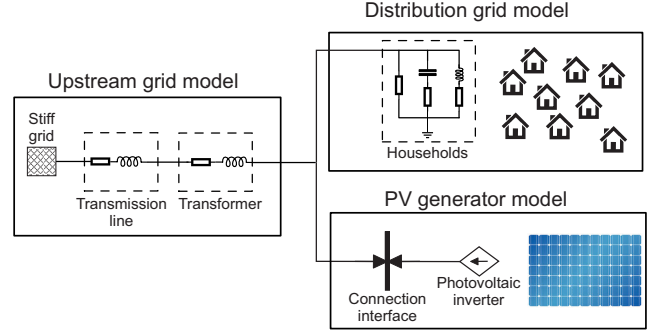 Distribution grid model
Upstream grid model
Stiff
grid
Transmission
line
Transformer
Households
PV generator model
Connection
interface
Photovoltaic
inverter